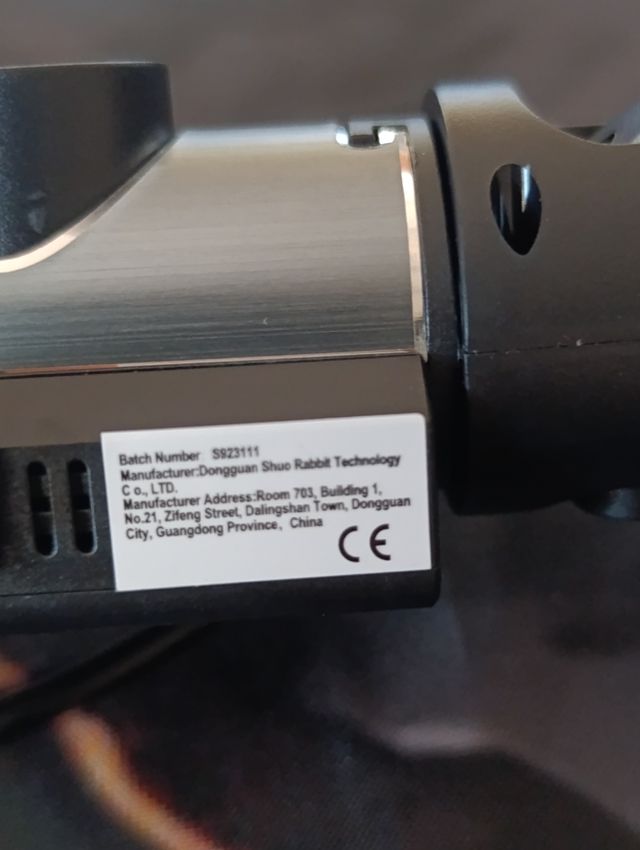 Batch Number S923111
Manufacturer:Dongguan Shuo Rabbit Technology
C o., LTD.
Manufacturer Address:Room 703, Building 1,
No.21, Zifeng Street, Dalingshan Town, Dongguan
City, Guangdong Province, China
CE